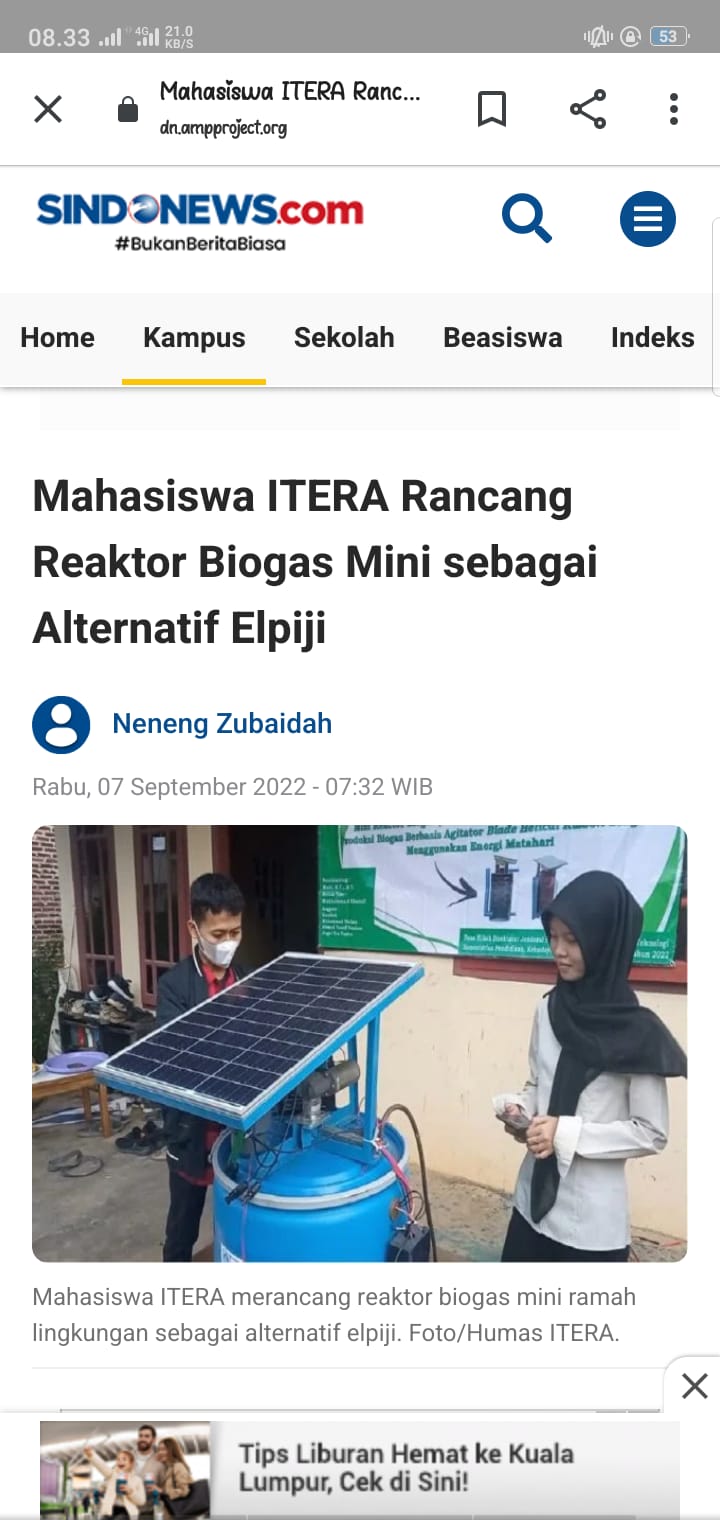 08.33 4G 21.0 KB/S 53
Mahasiswa ITERA Ranc...
dn.ampproject.org
SINDONEWS.com
#BukanBeritaBiasa
Home Kampus Sekolah Beasiswa Indeks
Mahasiswa ITERA Rancang
Reaktor Biogas Mini sebagai
Alternatif Elpiji
Neneng Zubaidah
Rabu, 07 September 2022 - 07:32 WIB
Produksi Biogas Berbasis Agitator Blade Helical
Menggunakan Energi Matahari
Mahasiswa ITERA merancang reaktor biogas mini ramah
lingkungan sebagai alternatif elpiji. Foto/Humas ITERA.
Tips Liburan Hemat ke Kuala
Lumpur, Cek di Sini!